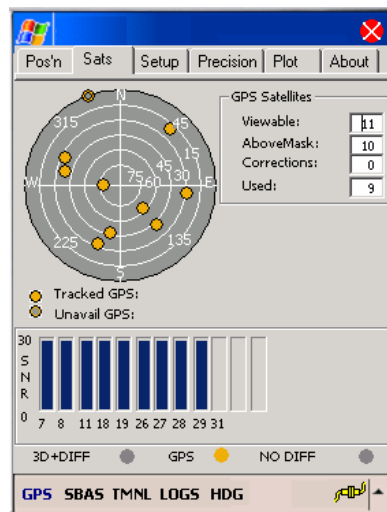 Pos'n Sats Setup Precision Plot About
GPS Satellites
Viewable: 11
AboveMask: 10
Corrections: 0
Used: 9
N
315 45
15
45 30
W 75 60 E
225 135
S
Tracked GPS:
Unavail GPS:
30
S
N
R
0
7 8 11 18 19 26 27 28 29 31
3D+DIFF GPS NO DIFF
GPS SBAS TMNL LOGS HDG